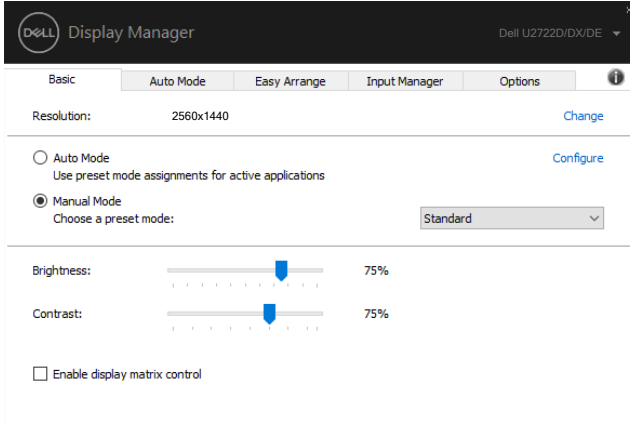 DELL Display Manager
Dell U2722D/DX/DE
Basic Auto Mode Easy Arrange Input Manager Options
Resolution: 2560x1440 Change
Auto Mode Configure
Use preset mode assignments for active applications
Manual Mode
Choose a preset mode: Standard
Brightness: 75%
Contrast: 75%
Enable display matrix control